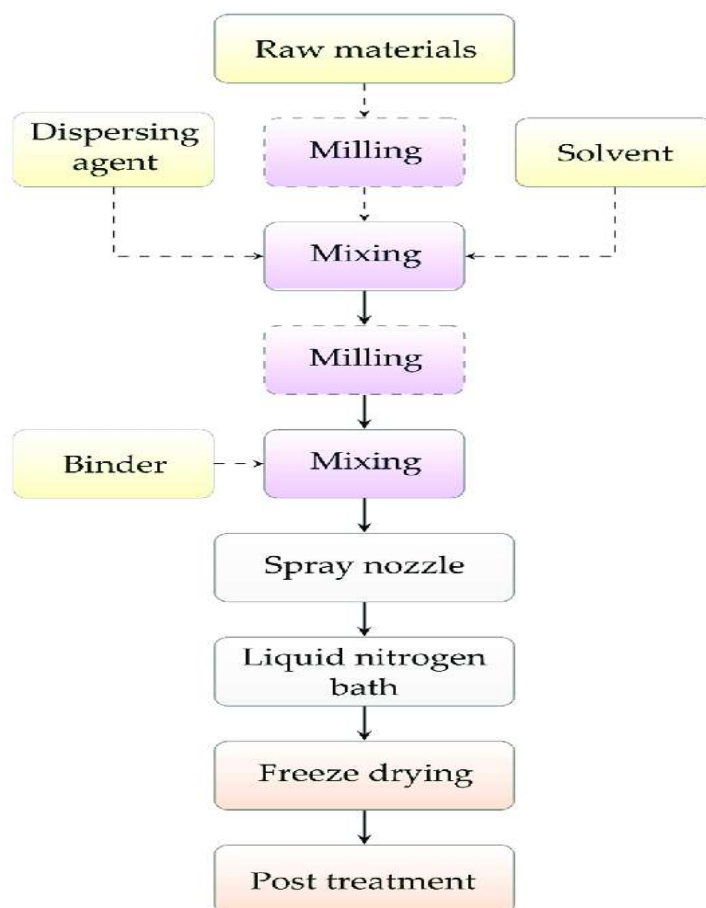 Raw materials
Dispersing
agent
Milling
Solvent
Mixing
Milling
Binder
Mixing
Spray nozzle
Liquid nitrogen
bath
Freeze drying
Post treatment